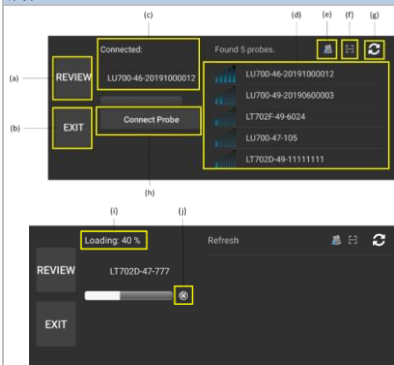 (c) (d) (e) (f) (g)
Connected: Found 5 probes.
(a) REVIEW LU700-46-20191000012 LU700-46-20191000012
LU700-49-20190600003
(b) EXIT Connect Probe LT702F-49-6024
LU700-47-105
LT702D-49-11111111
(h)
(i) (j)
Loading: 40 % Refresh
REVIEW LT702D-47-777
EXIT